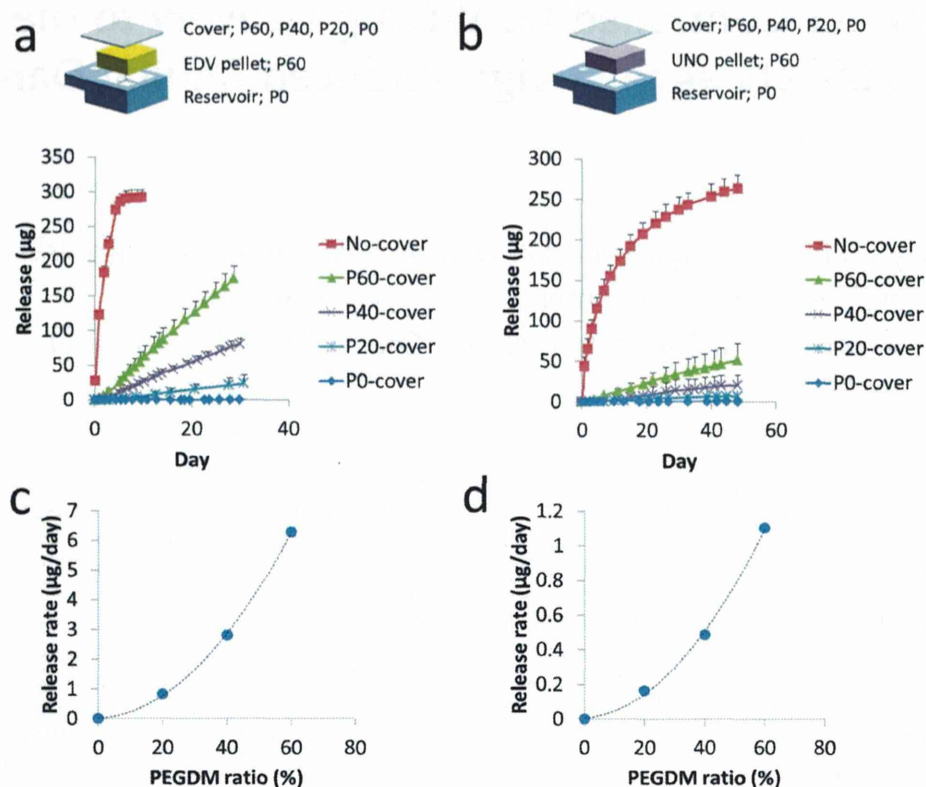 a
Cover; P60, P40, P20, P0
EDV pellet; P60
Reservoir; P0
350
300
250
200
150
100
50
0
Release (µg)
0 20 40
Day
No-cover
P60-cover
P40-cover
P20-cover
P0-cover
b
Cover; P60, P40, P20, P0
UNO pellet; P60
Reservoir; P0
300
250
200
150
100
50
0
Release (µg)
0 20 40 60
Day
No-cover
P60-cover
P40-cover
P20-cover
P0-cover
c
7
6
5
4
3
2
1
0
Release rate (µg/day)
0 20 40 60 80
PEGDM ratio (%)
d
1.2
1
0.8
0.6
0.4
0.2
0
Release rate (µg/day)
0 20 40 60 80
PEGDM ratio (%)